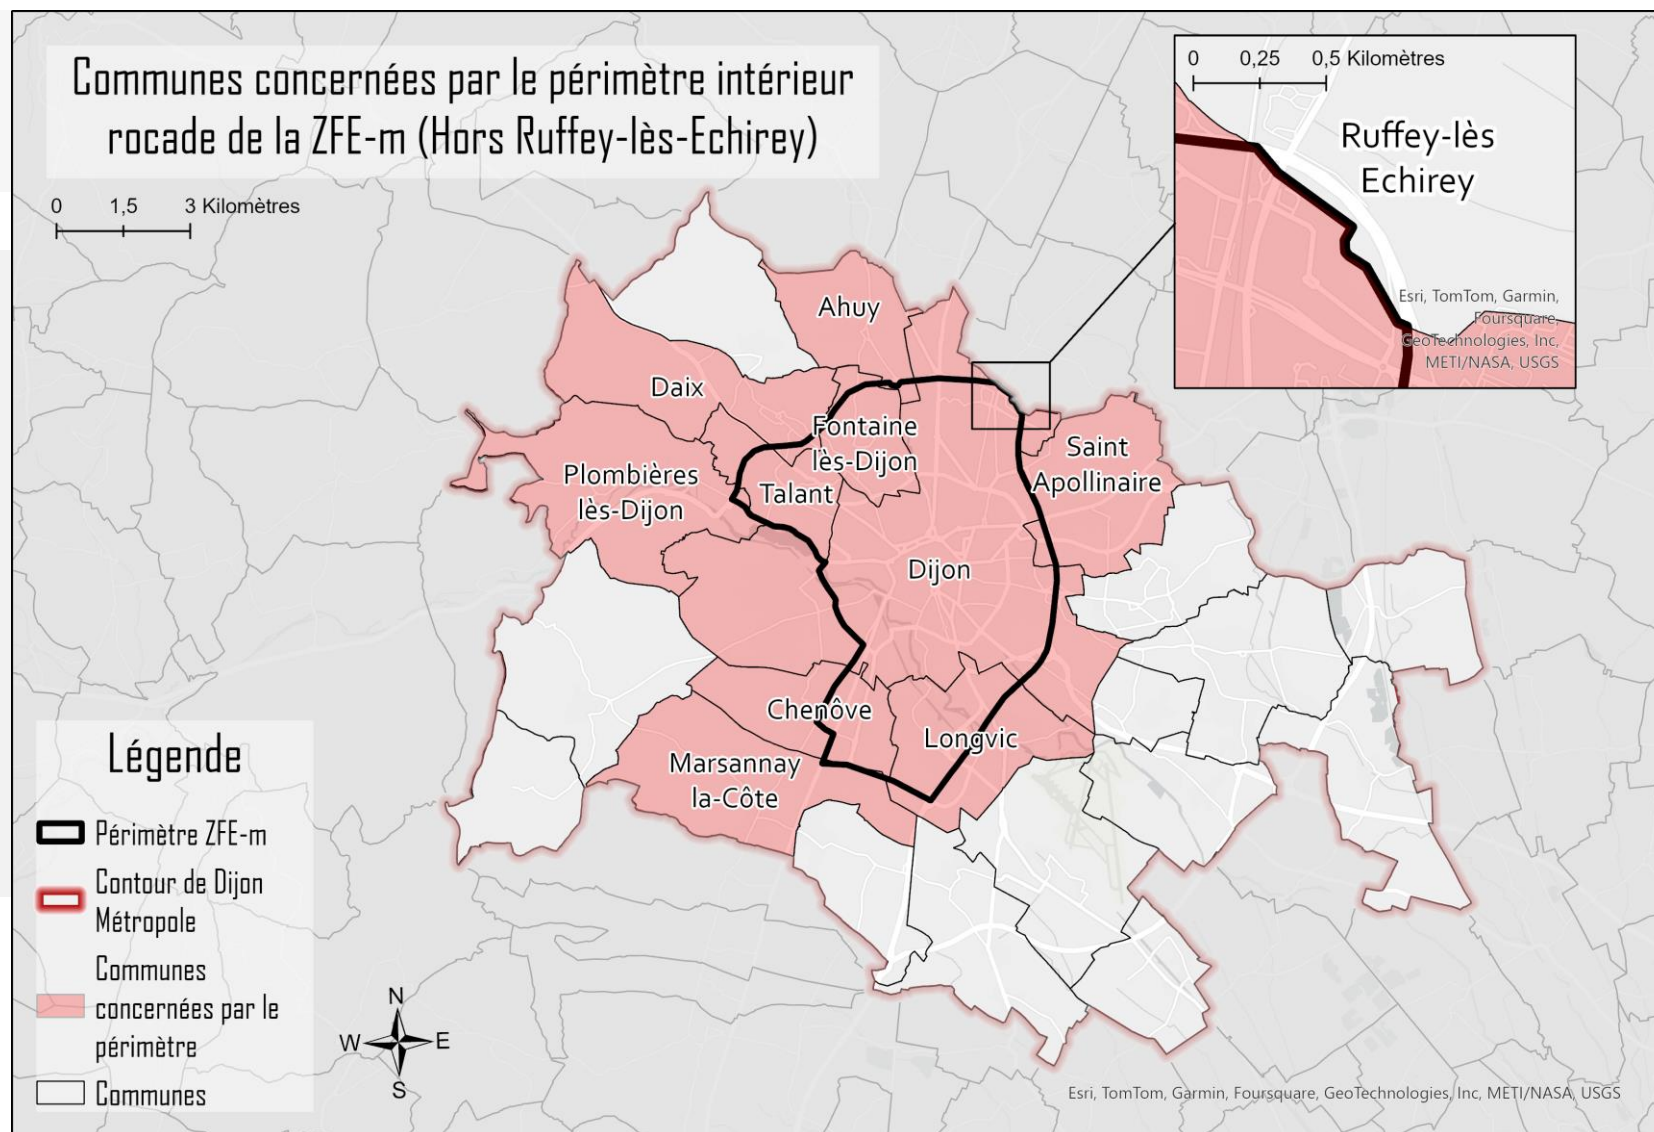 Communes concernées par le périmètre intérieur
rocade de la ZFE-m (Hors Ruffey-lès-Echirey)
0 1,5 3 Kilomètres
0 0,25 0,5 Kilomètres
Ruffey-lès
Echirey
Esri, TomTom, Garmin,
Foursquare,
GeoTechnologies, Inc,
METI/NASA, USGS
Ahuy
Daix
Fontaine
lès-Dijon
Saint
Apollinaire
Plombières
lès-Dijon
Talant
Dijon
Chenôve
Longvic
Marsannay
la-Côte
Légende
Périmètre ZFE-m
Contour de Dijon
Métropole
Communes
concernées par le
périmètre
Communes
N
W E
S
Esri, TomTom, Garmin, Foursquare, GeoTechnologies, Inc, METI/NASA, USGS